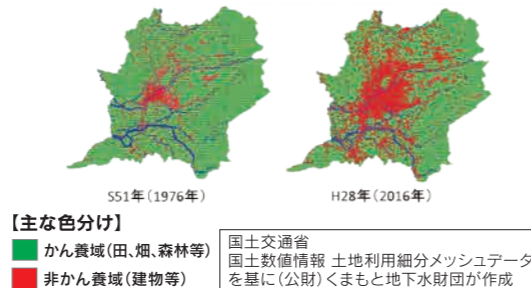 S51年(1976年)
H28年(2016年)
【主な色分け】
かん養域(田、畑、森林等)
非かん養域(建物等)
国土交通省
国土数値情報 土地利用細分メッシュデータ
を基に(公財)くまもと地下水財団が作成